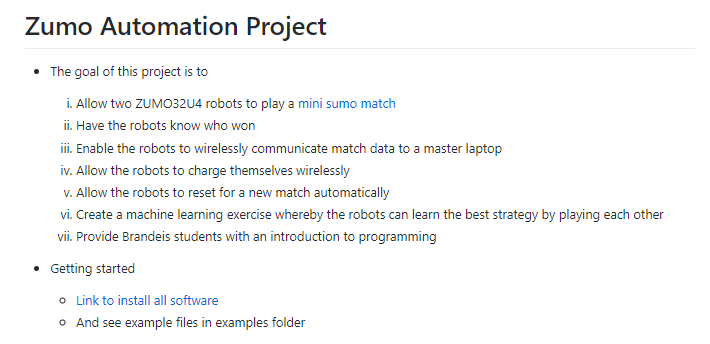 Zumo Automation Project
• The goal of this project is to
i. Allow two ZUMO32U4 robots to play a mini sumo match
ii. Have the robots know who won
iii. Enable the robots to wirelessly communicate match data to a master laptop
iv. Allow the robots to charge themselves wirelessly
v. Allow the robots to reset for a new match automatically
vi. Create a machine learning exercise whereby the robots can learn the best strategy by playing each other
vii. Provide Brandeis students with an introduction to programming
• Getting started
◦ Link to install all software
◦ And see example files in examples folder